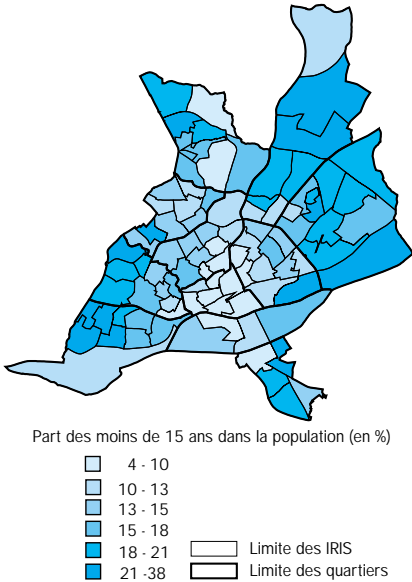 Part des moins de 15 ans dans la population (en %)
4 - 10
10 - 13
13 - 15
15 - 18
18 - 21
21 -38
Limite des IRIS
Limite des quartiers